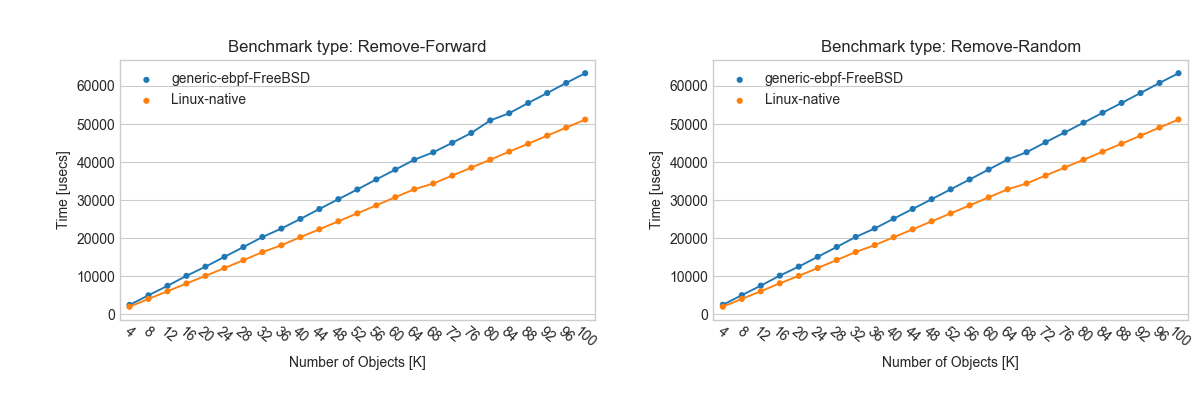 Benchmark type: Remove-Forward
generic-ebpf-FreeBSD
Linux-native
60000
50000
40000
30000
20000
10000
0
Time [usecs]
4 8 12 16 20 24 28 32 36 40 44 48 52 56 60 64 68 72 76 80 84 88 92 96 100
Number of Objects [K]
Benchmark type: Remove-Random
generic-ebpf-FreeBSD
Linux-native
60000
50000
40000
30000
20000
10000
0
Time [usecs]
4 8 12 16 20 24 28 32 36 40 44 48 52 56 60 64 68 72 76 80 84 88 92 96 100
Number of Objects [K]